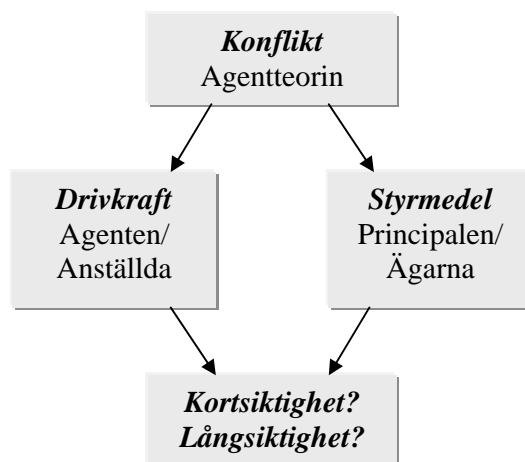 Konflikt
Agentteorin
Drivkraft
Agenten/
Anställda
Styrmedel
Principalen/
Ägarna
Kortsiktighet?
Långsiktighet?